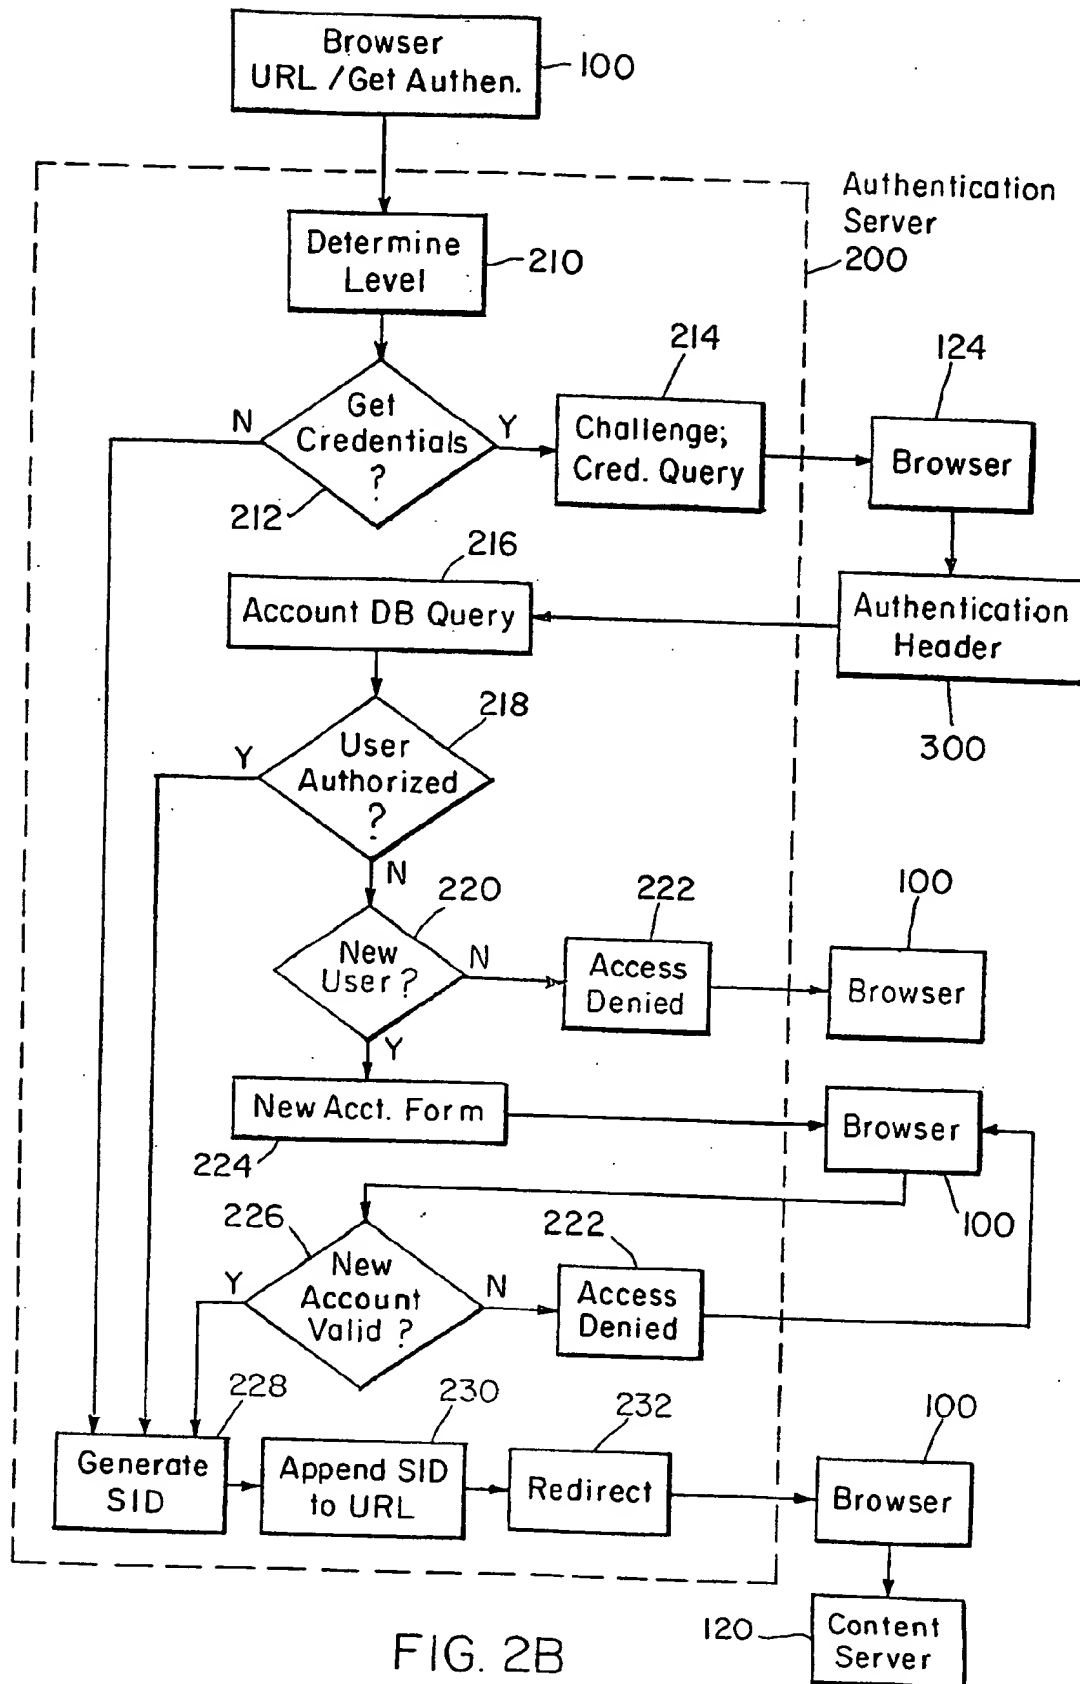 Browser
URL /Get Authen.
100
Authentication
Server
200
Determine
Level
210
Get
Credentials
?
212
N
Y
214
Challenge;
Cred. Query
124
Browser
216
Account DB Query
Authentication
Header
300
218
User
Authorized
?
Y
N
220
New
User ?
N
Y
222
Access
Denied
100
Browser
New Acct. Form
224
Browser
100
226
New
Account
Valid ?
Y
N
222
Access
Denied
228
Generate
SID
230
Append SID
to URL
232
Redirect
100
Browser
120
Content
Server
FIG. 2B